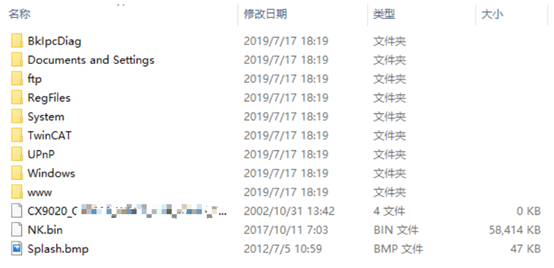 名称 修改日期 类型 大小
BkIpcDiag 2019/7/17 18:19 文件夹
Documents and Settings 2019/7/17 18:19 文件夹
ftp 2019/7/17 18:19 文件夹
RegFiles 2019/7/17 18:19 文件夹
System 2019/7/17 18:19 文件夹
TwinCAT 2019/7/17 18:19 文件夹
UPnP 2019/7/17 18:19 文件夹
Windows 2019/7/17 18:19 文件夹
www 2019/7/17 18:19 文件夹
CX9020_C ... 2002/10/31 13:42 4 文件 0 KB
NK.bin 2017/10/11 7:03 BIN 文件 58,414 KB
Splash.bmp 2012/7/5 10:59 BMP 文件 47 KB